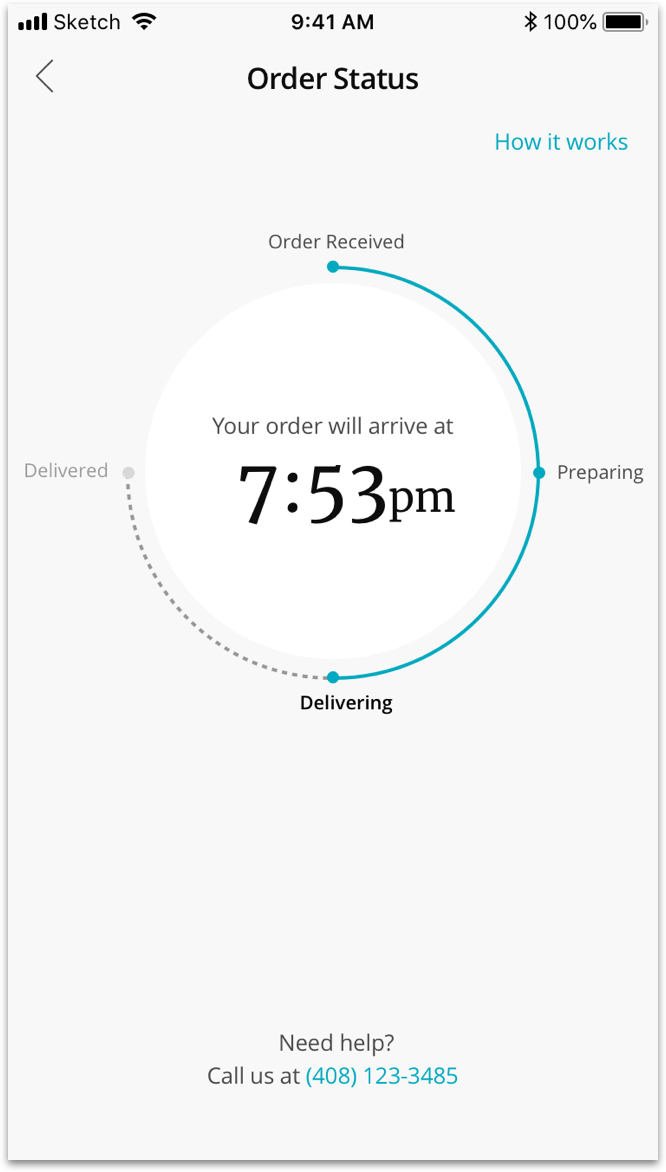 Sketch 9:41 AM 100%
Order Status
How it works
Order Received
Your order will arrive at
Delivered 7:53pm Preparing
Delivering
Need help?
Call us at (408) 123-3485